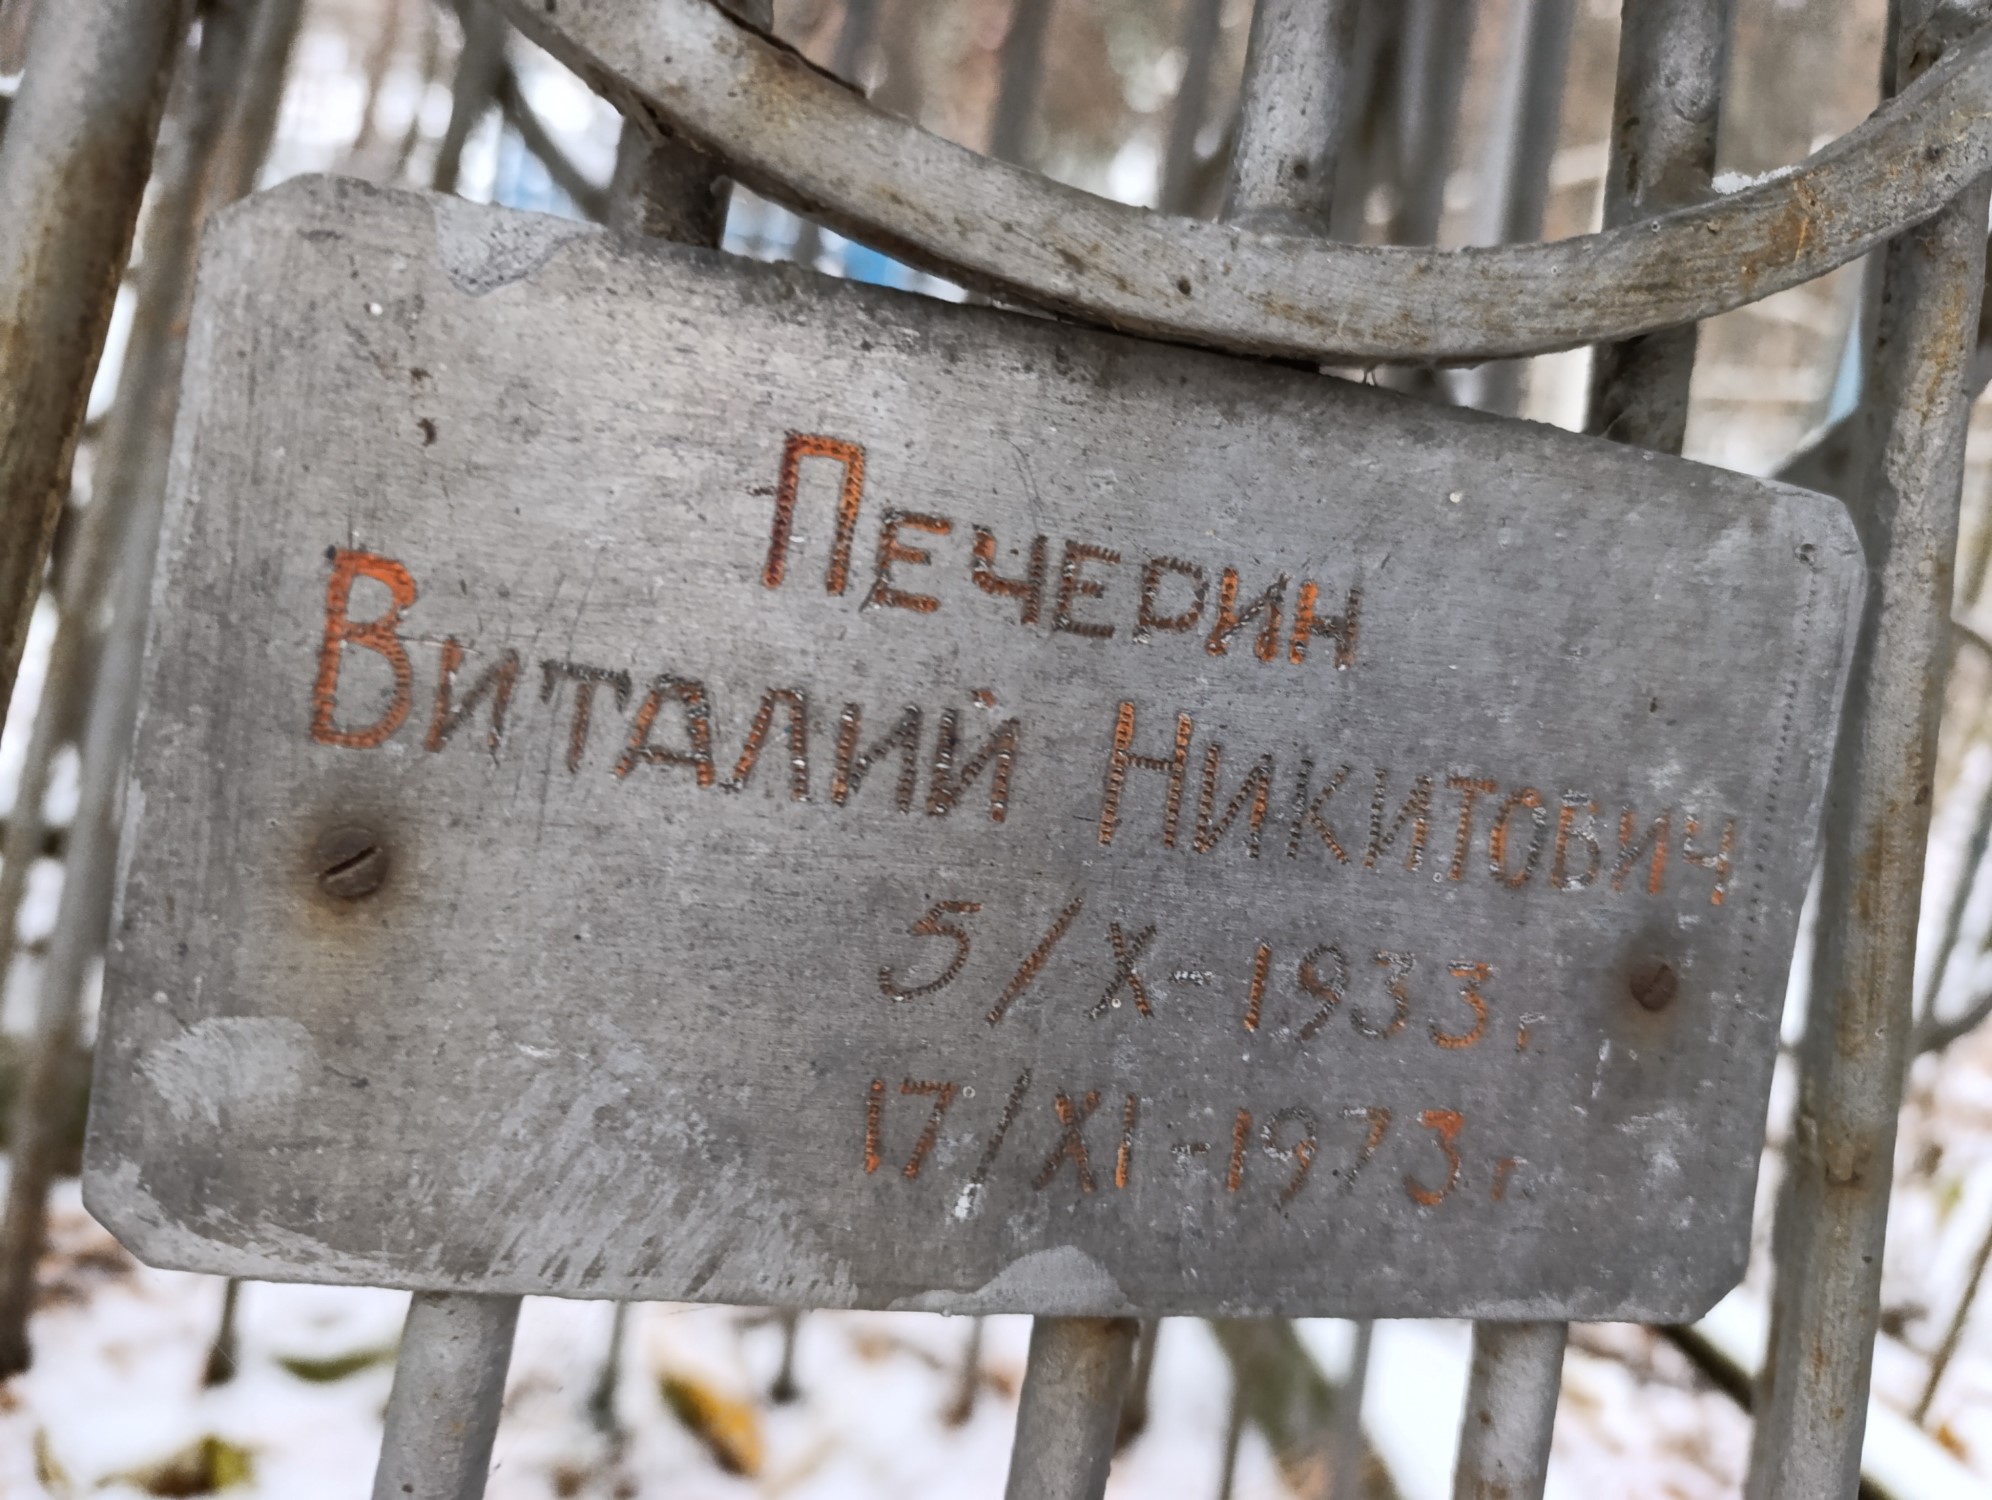 Печерин
Виталий Никитович
5/X-1933г
17/XI-1973г.